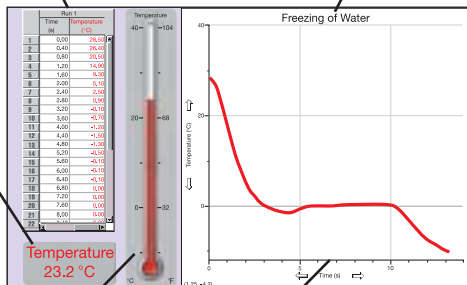 Run 1
Time Temperature
(s) (°C)
1 0.00 28.50
2 0.40 26.40
3 0.80 20.50
4 1.20 14.90
5 1.60 9.30
6 2.00 5.10
7 2.40 2.50
8 2.80 0.90
9 3.20 -0.10
10 3.60 -0.70
11 4.00 -1.20
12 4.40 -1.50
13 4.80 -1.30
14 5.20 -0.50
15 5.60 -0.10
16 6.00 -0.10
17 6.40 -0.10
18 6.80 0.00
19 7.20 0.00
20 7.60 0.00
21 8.00 0.00
22
Temperature
23.2 °C
Temperature
40 104
20 68
0 32
°C °F
Freezing of Water
Temperature (°C)
40
20
0
0 5 10
Time (s)